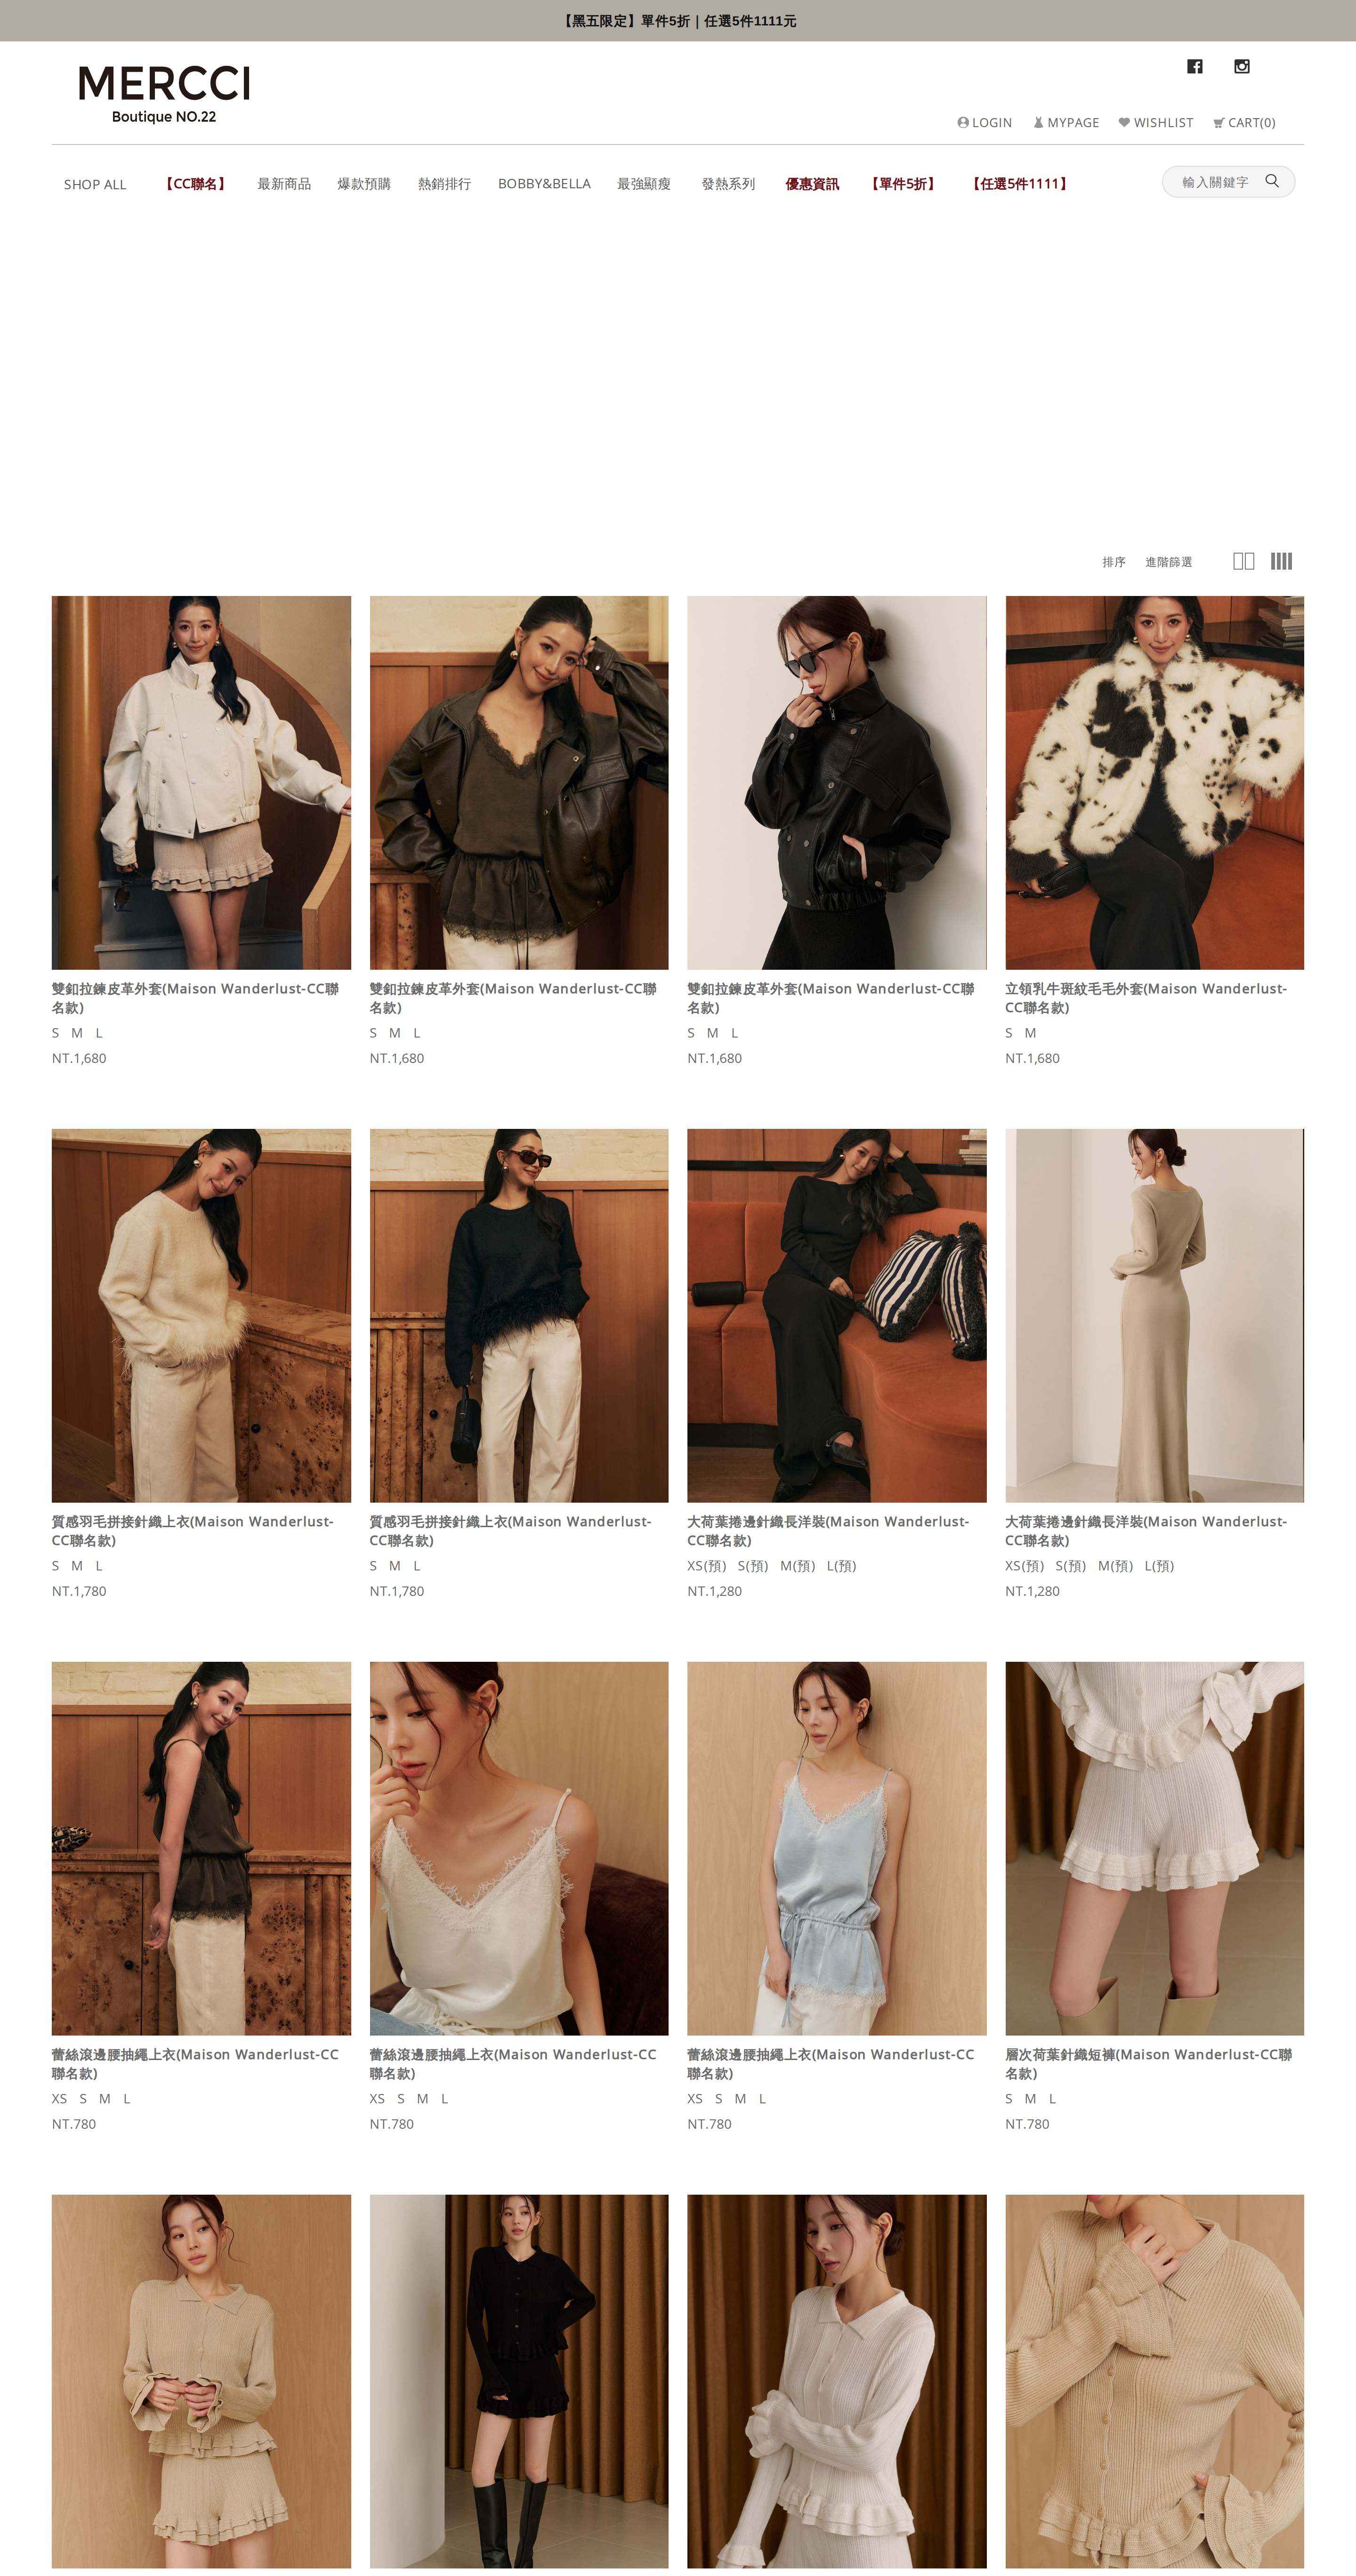 【黑五限定】單件5折｜任選5件1111元
MERCCI
Boutique NO.22
LOGIN MYPAGE WISHLIST CART(0)
SHOP ALL 【CC聯名】 最新商品 爆款預購 熱銷排行 BOBBY&BELLA 最強顯瘦 發熱系列 優惠資訊 【單件5折】 【任選5件1111】 輸入關鍵字
排序 進階篩選
雙釦拉鍊皮革外套(Maison Wanderlust-CC聯
名款)
S M L
NT.1,680
雙釦拉鍊皮革外套(Maison Wanderlust-CC聯
名款)
S M L
NT.1,680
雙釦拉鍊皮革外套(Maison Wanderlust-CC聯
名款)
S M L
NT.1,680
立領乳牛斑紋毛毛外套(Maison Wanderlust-
CC聯名款)
S M
NT.1,680
質感羽毛拼接針織上衣(Maison Wanderlust-
CC聯名款)
S M L
NT.1,780
質感羽毛拼接針織上衣(Maison Wanderlust-
CC聯名款)
S M L
NT.1,780
大荷葉捲邊針織長洋裝(Maison Wanderlust-
CC聯名款)
XS(預) S(預) M(預) L(預)
NT.1,280
大荷葉捲邊針織長洋裝(Maison Wanderlust-
CC聯名款)
XS(預) S(預) M(預) L(預)
NT.1,280
蕾絲滾邊腰抽繩上衣(Maison Wanderlust-CC
聯名款)
XS S M L
NT.780
蕾絲滾邊腰抽繩上衣(Maison Wanderlust-CC
聯名款)
XS S M L
NT.780
蕾絲滾邊腰抽繩上衣(Maison Wanderlust-CC
聯名款)
XS S M L
NT.780
層次荷葉針織短褲(Maison Wanderlust-CC聯
名款)
S M L
NT.780